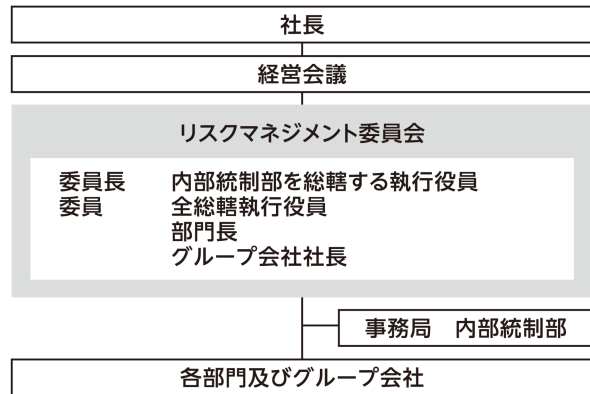 社長
経営会議
リスクマネジメント委員会
委員長 内部統制部を総轄する執行役員
委員 全総轄執行役員
部門長
グループ会社社長
事務局 内部統制部
各部門及びグループ会社